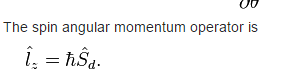 ∂θ
The spin angular momentum operator is
l̂_z = ħŜ_d.